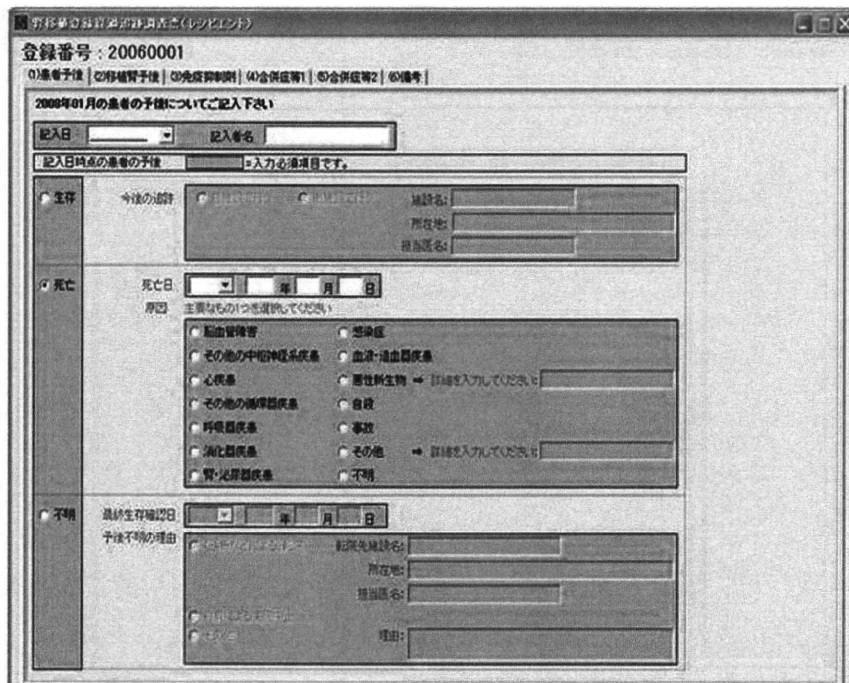 登録番号：20060001
(1)患者予後 (2)移植腎予後 (3)免疫抑制剤 (4)合併症等1 (5)合併症等2 (6)備考
2008年01月の患者の予後についてご記入下さい
記入日 記入者名
記入日時点の患者の予後 =入力必須項目です。
生存 今後の追跡 施設名:
所在地:
担当医名:
死亡 死亡日 年 月 日
原因 主要なもの1つを選択してください
脳血管障害 感染症
その他の中枢神経系疾患 血液・造血器疾患
心疾患 悪性新生物 ⇒ 詳細を入力してください:
その他の循環器疾患 自殺
呼吸器疾患 事故
消化器疾患 その他 ⇒ 詳細を入力してください:
腎・泌尿器疾患 不明
不明 最終生存確認日 年 月 日
予後不明の理由 転院先施設名:
所在地:
担当医名:
理由: